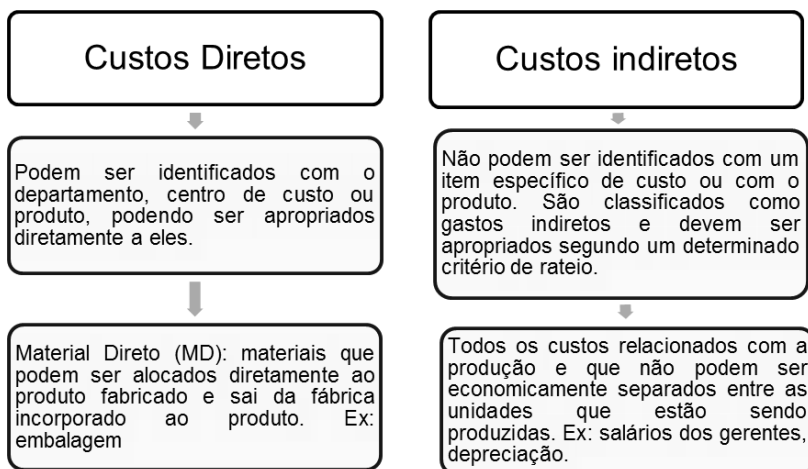 Custos Diretos
Podem ser identificados com o
departamento, centro de custo ou
produto, podendo ser apropriados
diretamente a eles.
Material Direto (MD): materiais que
podem ser alocados diretamente ao
produto fabricado e sai da fábrica
incorporado ao produto. Ex:
embalagem
Custos indiretos
Não podem ser identificados com um
item específico de custo ou com o
produto. São classificados como
gastos indiretos e devem ser
apropriados segundo um determinado
critério de rateio.
Todos os custos relacionados com a
produção e que não podem ser
economicamente separados entre as
unidades que estão sendo
produzidas. Ex: salários dos gerentes,
depreciação.